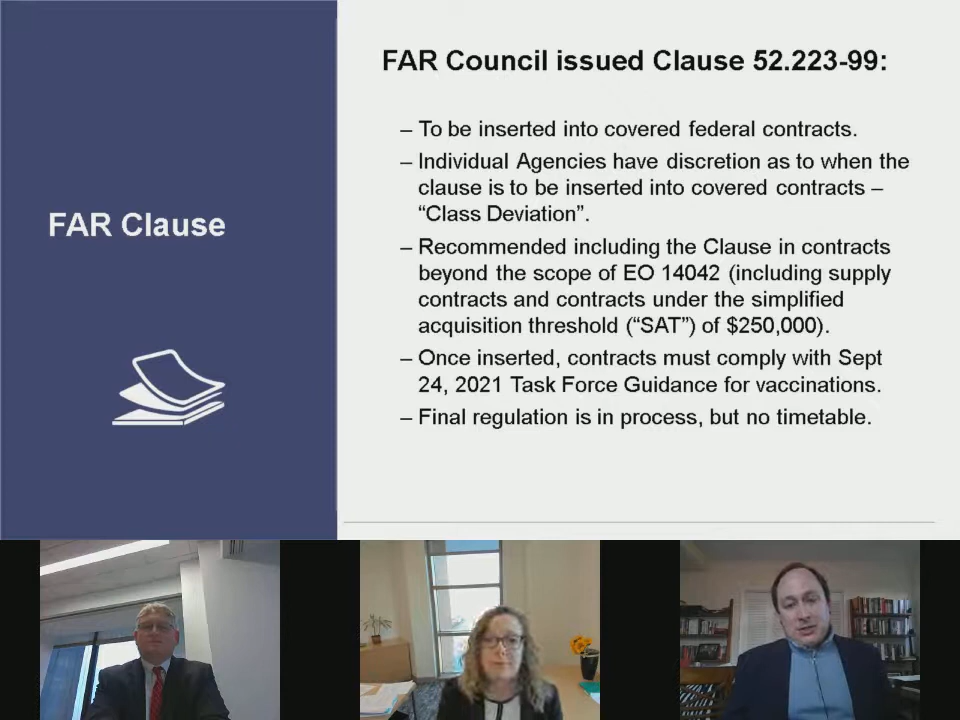 FAR Clause
FAR Council issued Clause 52.223-99:
– To be inserted into covered federal contracts.
– Individual Agencies have discretion as to when the
clause is to be inserted into covered contracts –
“Class Deviation”.
– Recommended including the Clause in contracts
beyond the scope of EO 14042 (including supply
contracts and contracts under the simplified
acquisition threshold (“SAT”) of $250,000).
– Once inserted, contracts must comply with Sept
24, 2021 Task Force Guidance for vaccinations.
– Final regulation is in process, but no timetable.